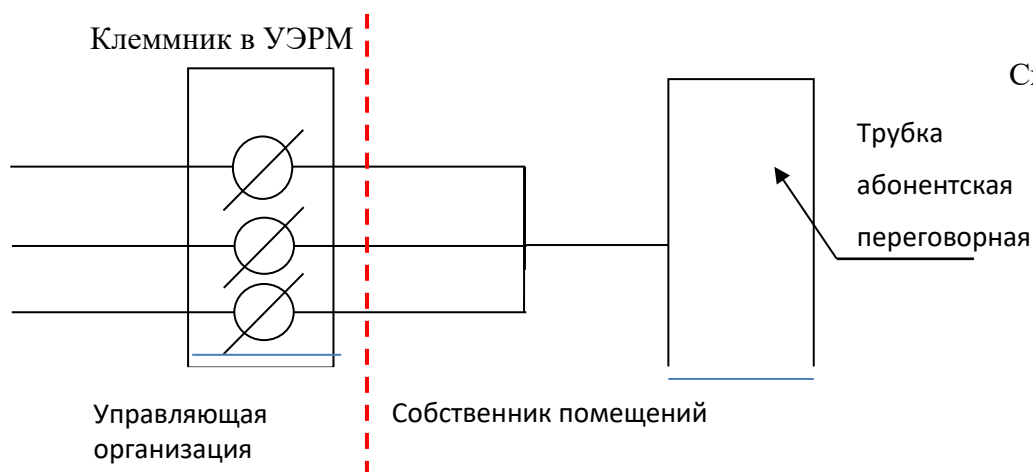 Клеммник в УЭРМ
Трубка
абонентская
переговорная
Управляющая
организация
Собственник помещений